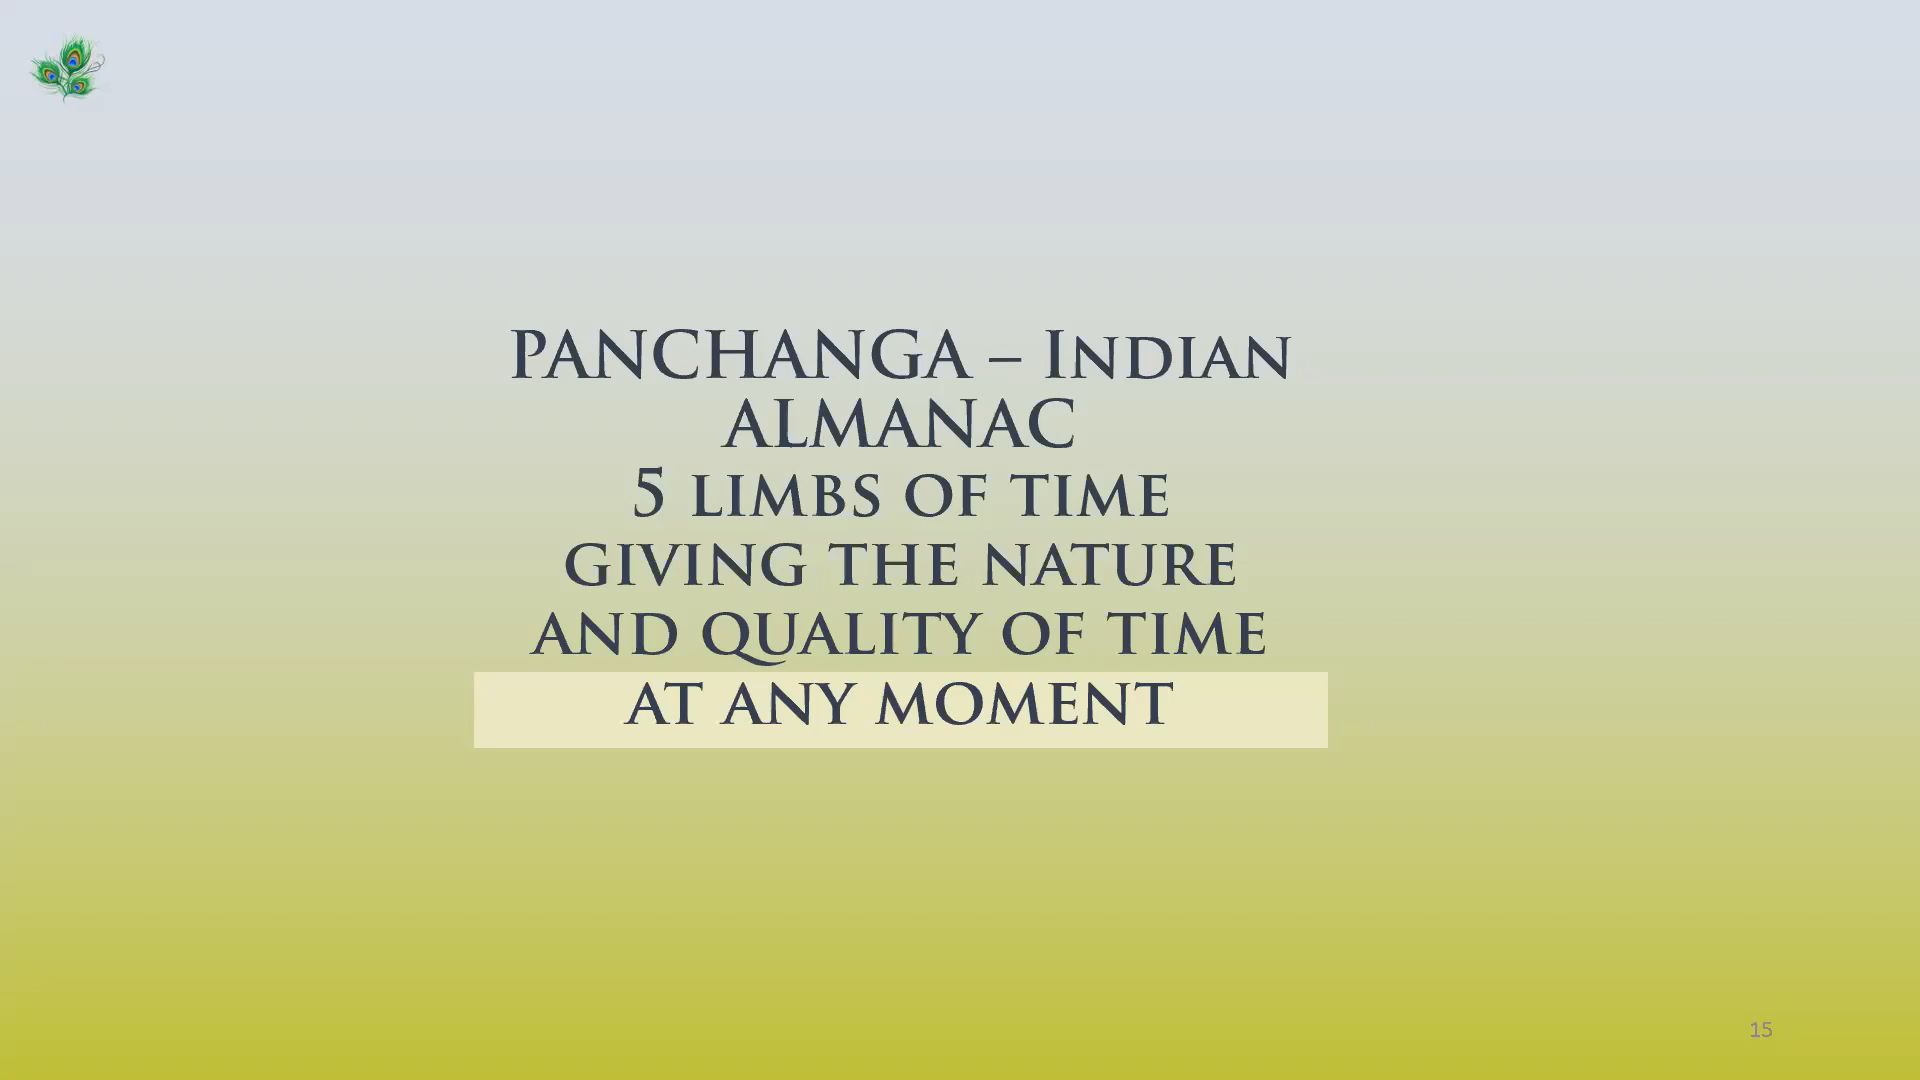 PANCHANGA – INDIAN
ALMANAC
5 LIMBS OF TIME
GIVING THE NATURE
AND QUALITY OF TIME
AT ANY MOMENT
15